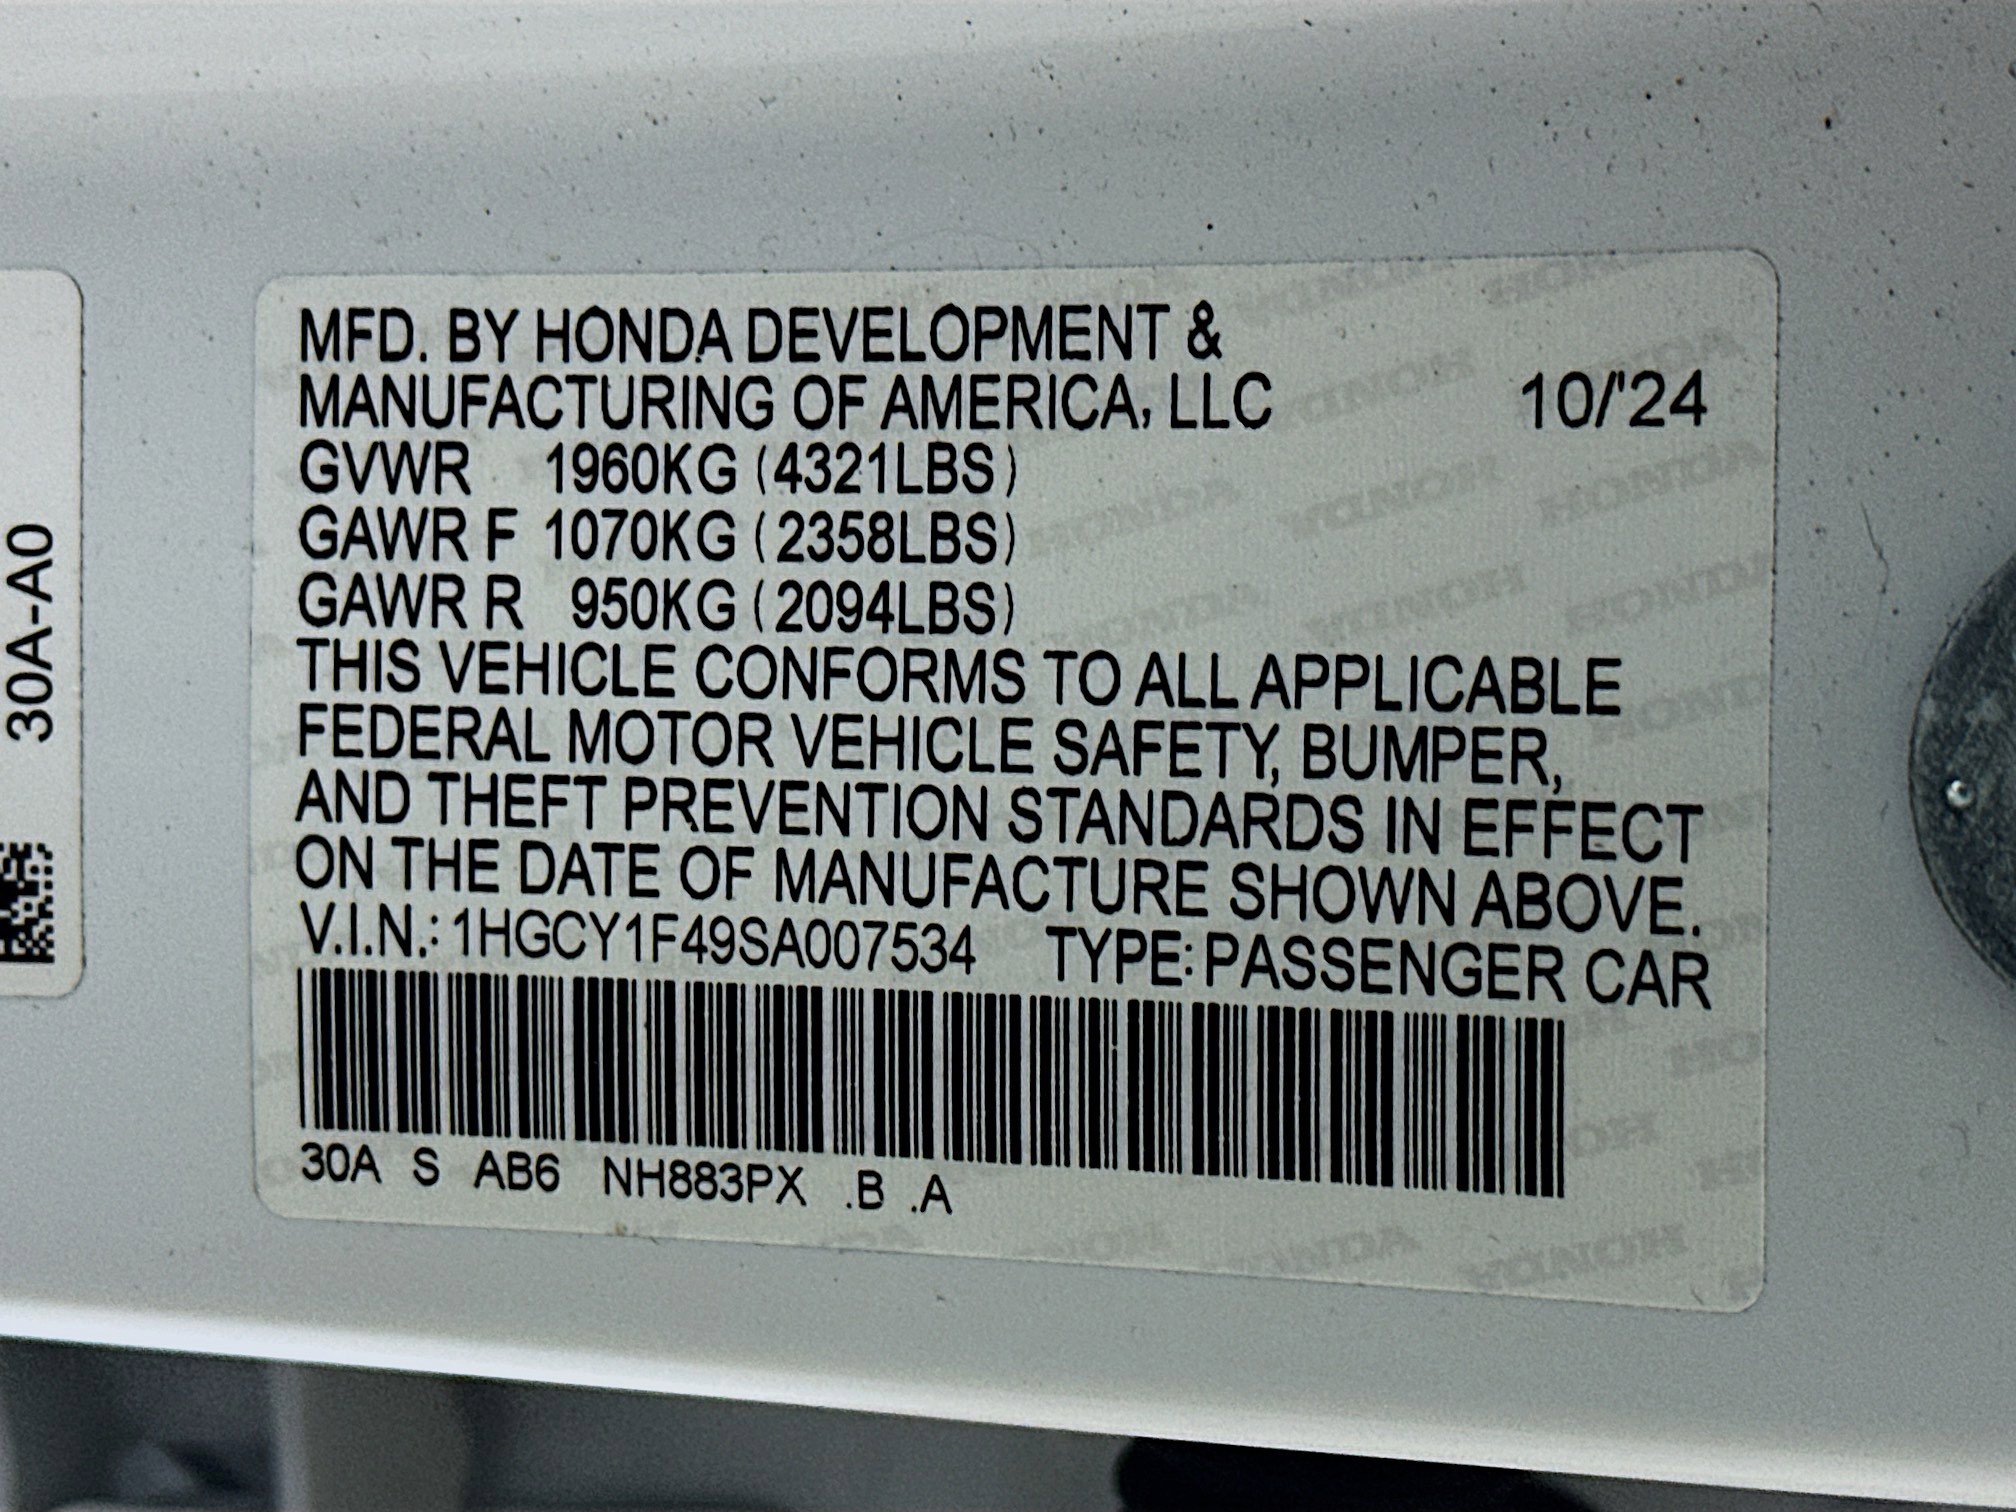 MFD. BY HONDA DEVELOPMENT &
MANUFACTURING OF AMERICA, LLC 10/'24
GVWR 1960KG (4321LBS)
GAWR F 1070KG (2358LBS)
GAWR R 950KG (2094LBS)
THIS VEHICLE CONFORMS TO ALL APPLICABLE
FEDERAL MOTOR VEHICLE SAFETY, BUMPER,
AND THEFT PREVENTION STANDARDS IN EFFECT
ON THE DATE OF MANUFACTURE SHOWN ABOVE.
V.I.N.: 1HGCY1F49SA007534 TYPE: PASSENGER CAR
30A S AB6 NH883PX .B .A
30A-A0